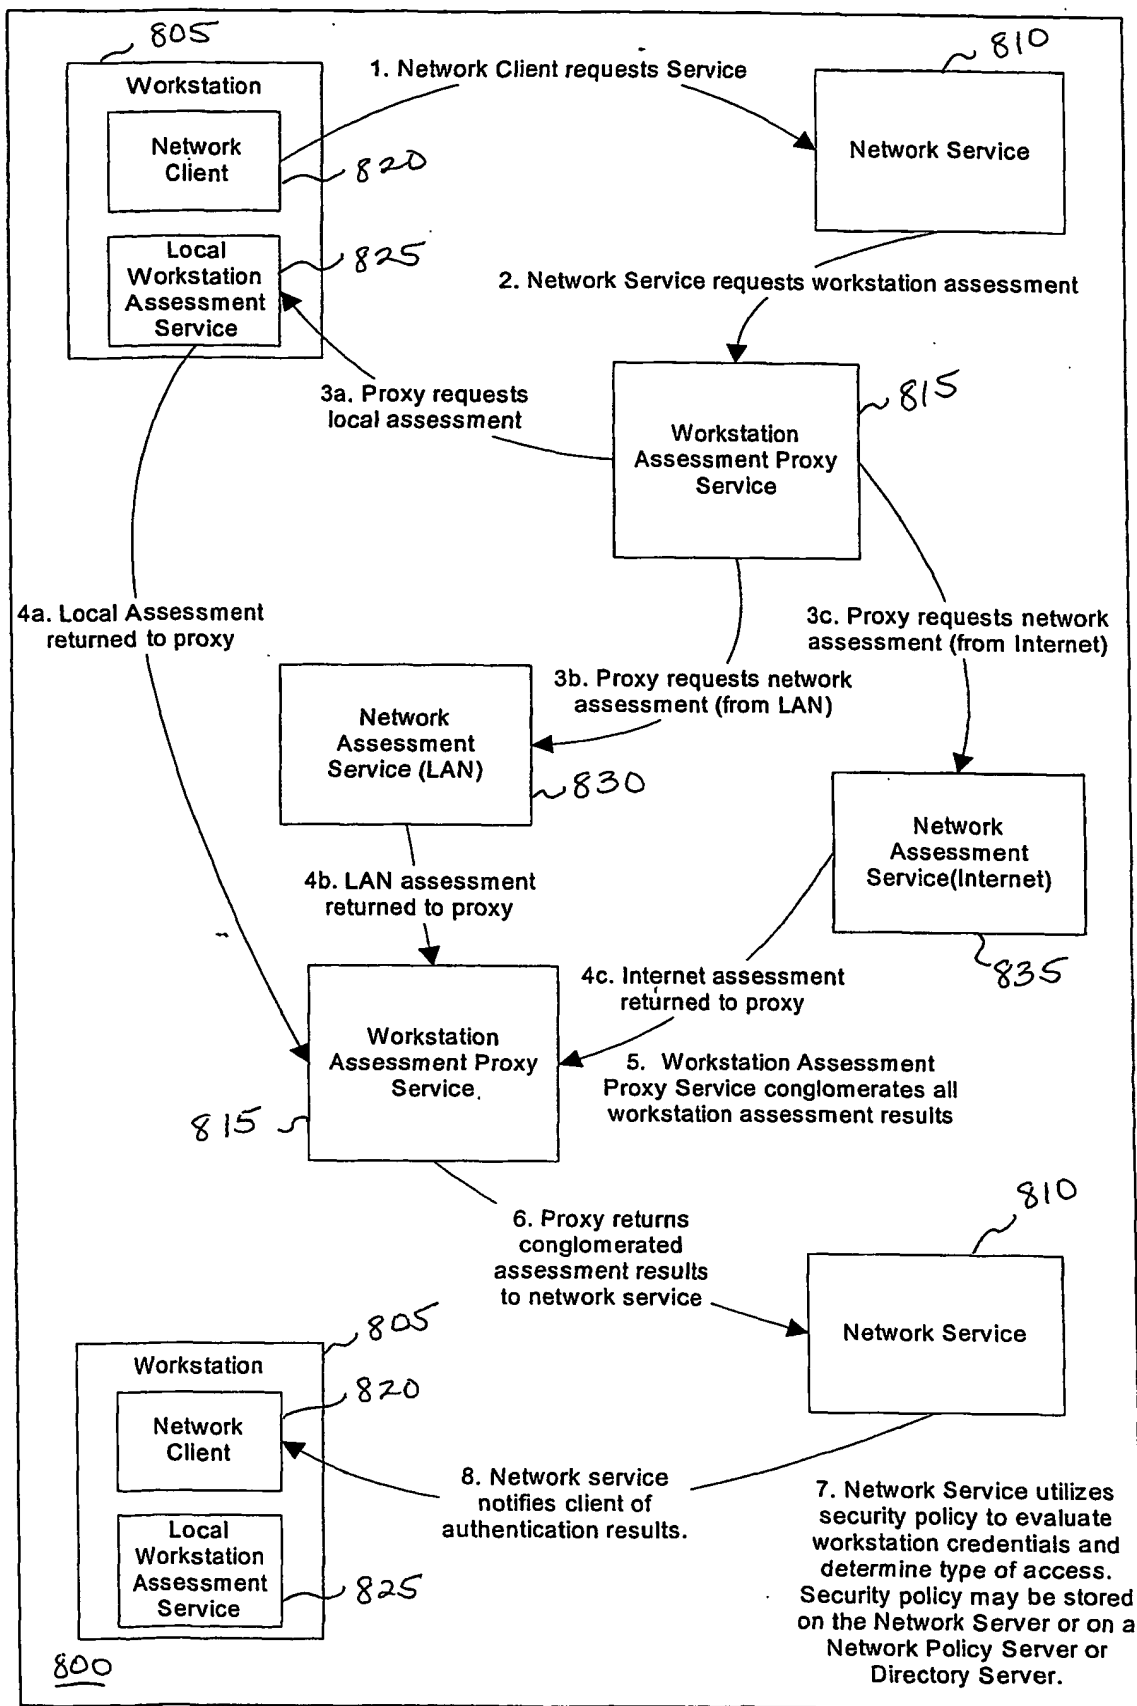 805
810
1. Network Client requests Service
Workstation
Network
Client
820
Network Service
Local
Workstation
Assessment
Service
825
2. Network Service requests workstation assessment
3a. Proxy requests
local assessment
815
Workstation
Assessment Proxy
Service
4a. Local Assessment
returned to proxy
3c. Proxy requests network
assessment (from Internet)
3b. Proxy requests network
assessment (from LAN)
Network
Assessment
Service (LAN)
830
Network
Assessment
Service(Internet)
835
4b. LAN assessment
returned to proxy
4c. Internet assessment
returned to proxy
Workstation
Assessment Proxy
Service.
815
5. Workstation Assessment
Proxy Service conglomerates all
workstation assessment results
6. Proxy returns
conglomerated
assessment results
to network service
810
Network Service
805
Workstation
820
Network
Client
8. Network service
notifies client of
authentication results.
Local
Workstation
Assessment
Service
825
7. Network Service utilizes
security policy to evaluate
workstation credentials and
determine type of access.
Security policy may be stored
on the Network Server or on a
Network Policy Server or
Directory Server.
800